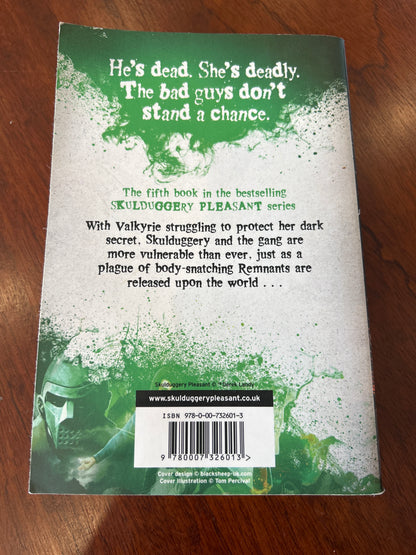 He's dead. She's deadly.
The bad guys don't
stand a chance.
The fifth book in the bestselling
SKULDUGGERY PLEASANT series
With Valkyrie struggling to protect her dark
secret, Skulduggery and the gang are
more vulnerable than ever, just as a
plague of body-snatching Remnants are
released upon the world . . .
Skulduggery Pleasant © ™ Derek Landy
www.skulduggerypleasant.co.uk
ISBN 978-0-00-732601-3
9 780007 326013 >
Cover design © blacksheep-uk.com
Cover illustration © Tom Percival